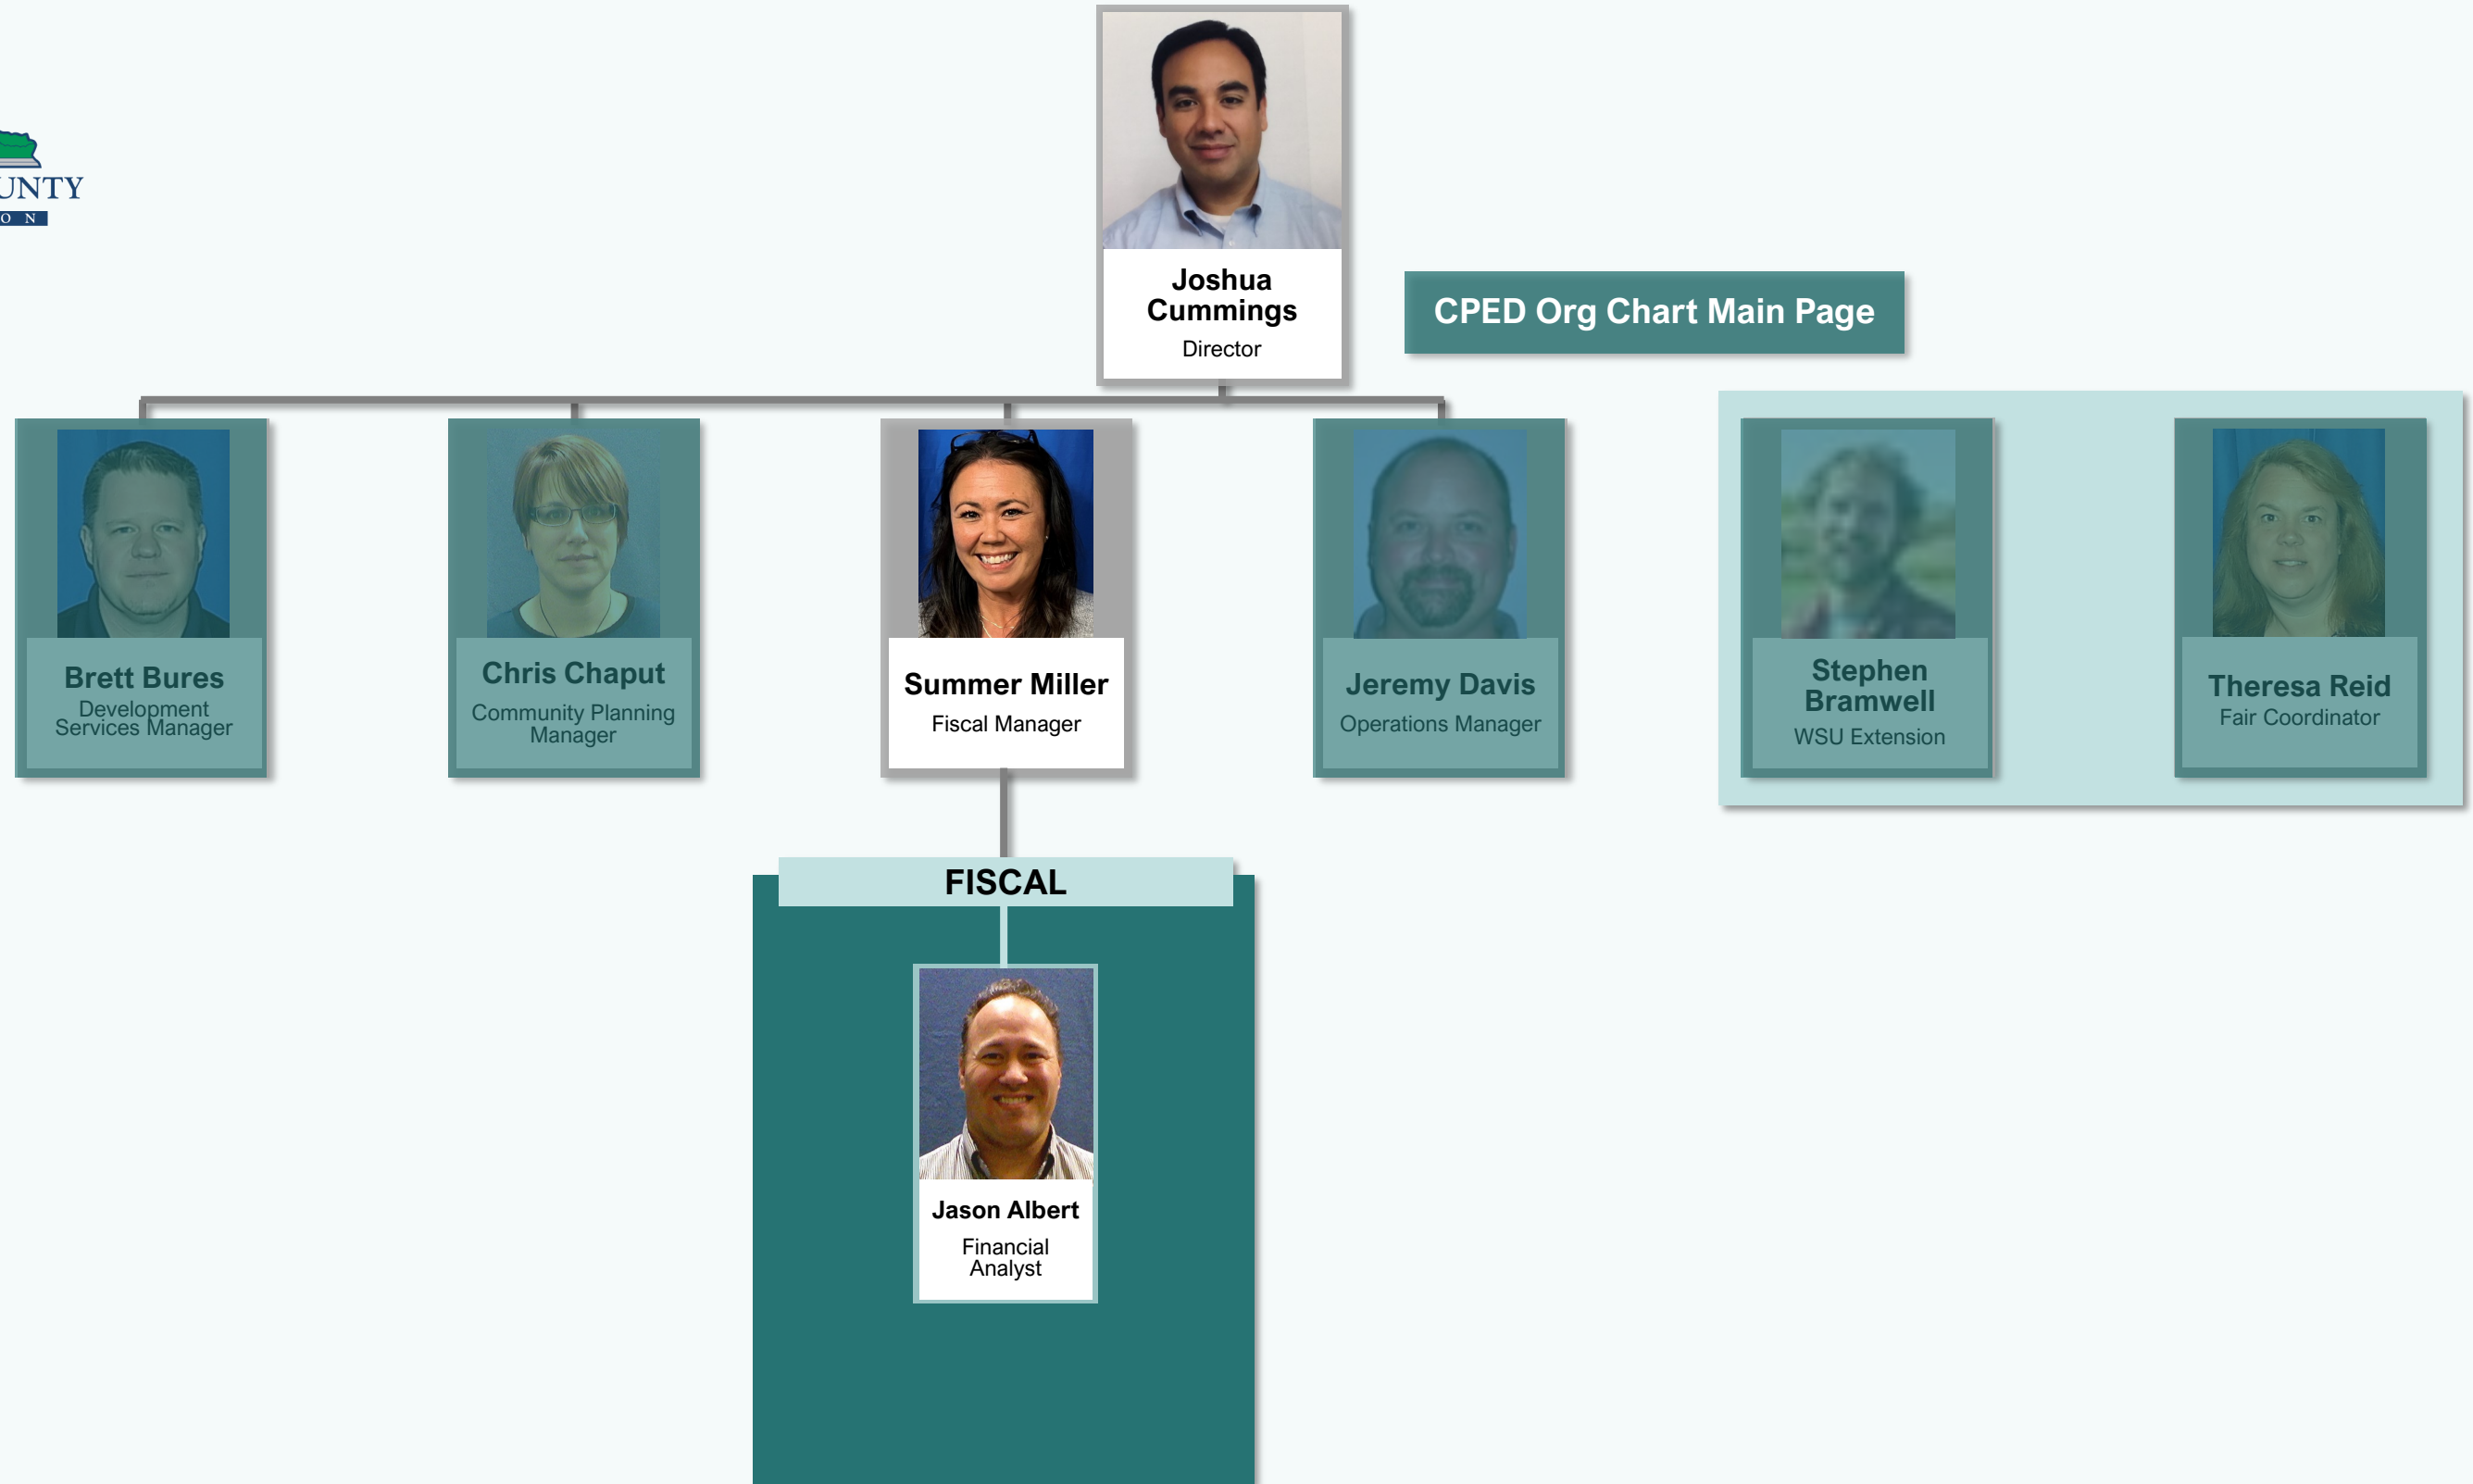 UNTY
O N
Joshua
Cummings
Director
CPED Org Chart Main Page
Brett Bures
Development
Services Manager
Chris Chaput
Community Planning
Manager
Summer Miller
Fiscal Manager
Jeremy Davis
Operations Manager
Stephen
Bramwell
WSU Extension
Theresa Reid
Fair Coordinator
FISCAL
Jason Albert
Financial
Analyst